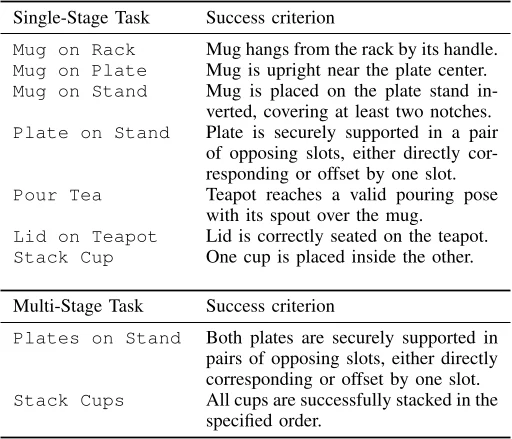 Single-Stage Task Success criterion
Mug on Rack Mug hangs from the rack by its handle.
Mug on Plate Mug is upright near the plate center.
Mug on Stand Mug is placed on the plate stand in-
verted, covering at least two notches.
Plate on Stand Plate is securely supported in a pair
of opposing slots, either directly cor-
responding or offset by one slot.
Pour Tea Teapot reaches a valid pouring pose
with its spout over the mug.
Lid on Teapot Lid is correctly seated on the teapot.
Stack Cup One cup is placed inside the other.
Multi-Stage Task Success criterion
Plates on Stand Both plates are securely supported in
pairs of opposing slots, either directly
corresponding or offset by one slot.
Stack Cups All cups are successfully stacked in the
specified order.